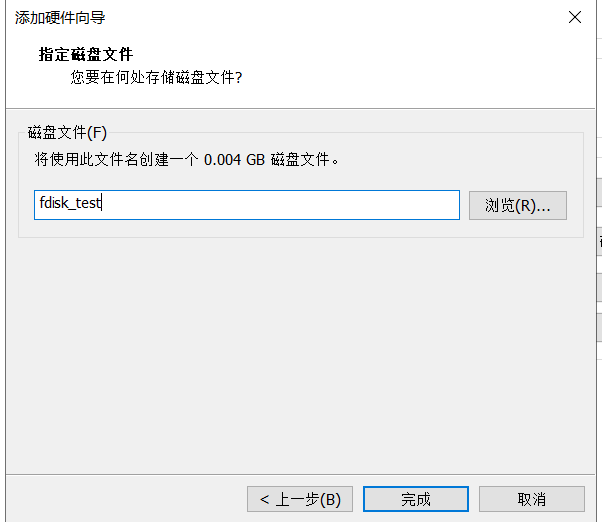 添加硬件向导
指定磁盘文件
您要在何处存储磁盘文件?
磁盘文件(F)
将使用此文件名创建一个 0.004 GB 磁盘文件。
fdisk_test
浏览(R)...
< 上一步(B)
完成
取消